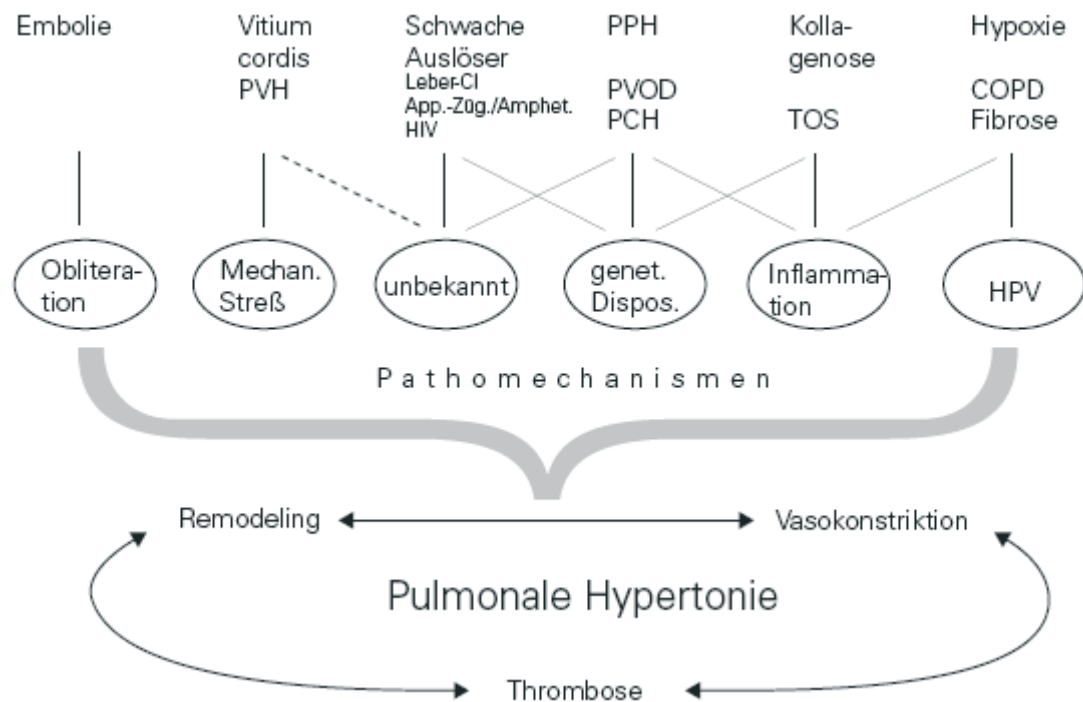 Embolie
Vitium
cordis
PVH
Schwache
Auslöser
Leber-CI
App.-Züg./Amphet.
HIV
PPH
PVOD
PCH
Kolla-
genose
TOS
Hypoxie
COPD
Fibrose
Oblitera-
tion
Mechan.
Streß
unbekannt
genet.
Dispos.
Inflamma-
tion
HPV
Pathomechanismen
Remodeling
Vasokonstriktion
Pulmonale Hypertonie
Thrombose